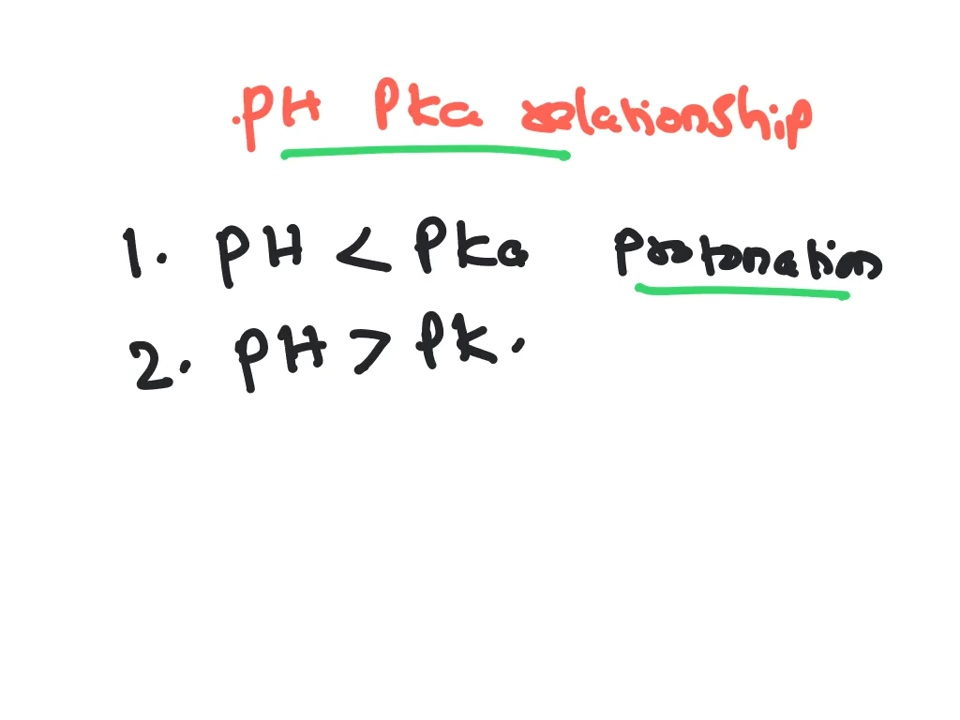 .pH Pka relationship
1. pH < Pka Protonation
2. pH > PK.